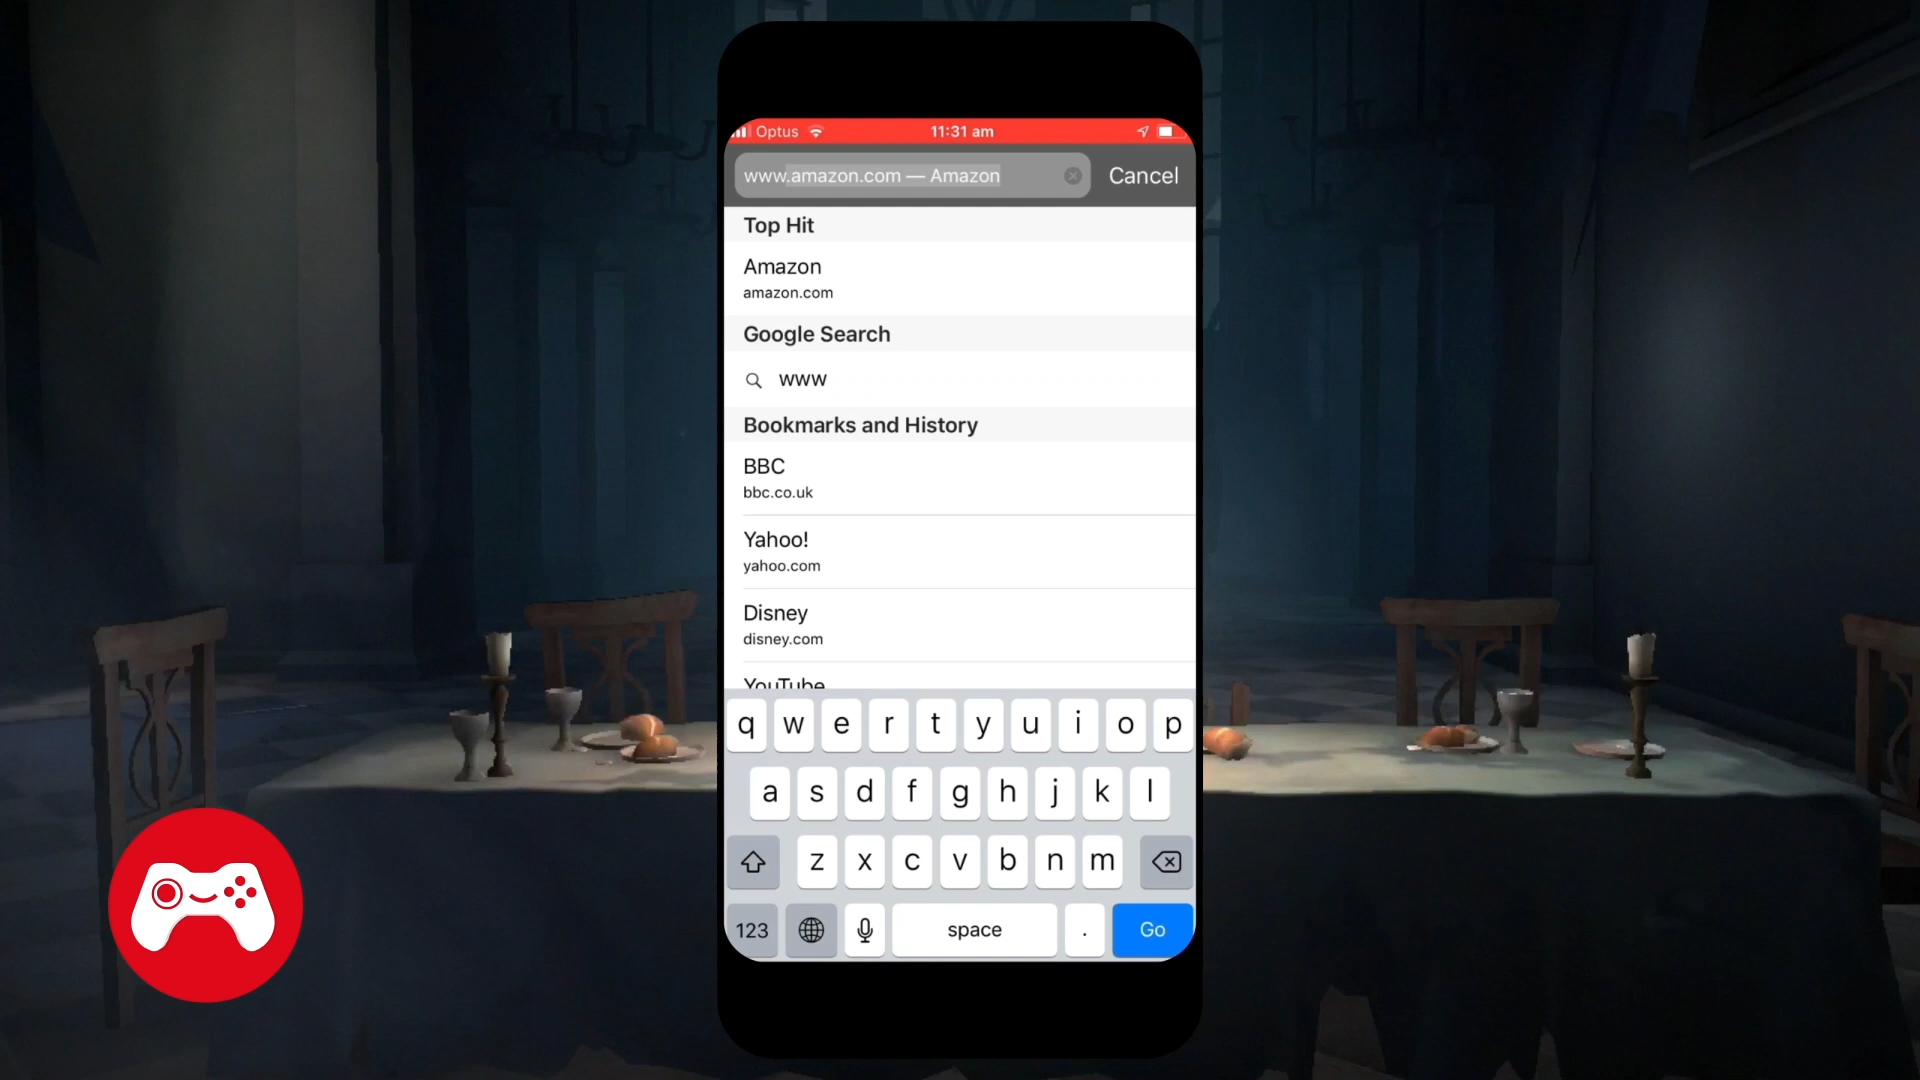 Optus
11:31 am
www.amazon.com — Amazon
Cancel
Top Hit
Amazon
amazon.com
Google Search
www
Bookmarks and History
BBC
bbc.co.uk
Yahoo!
yahoo.com
Disney
disney.com
YouTube
q w e r t y u i o p
a s d f g h j k l
z x c v b n m
123 space . Go